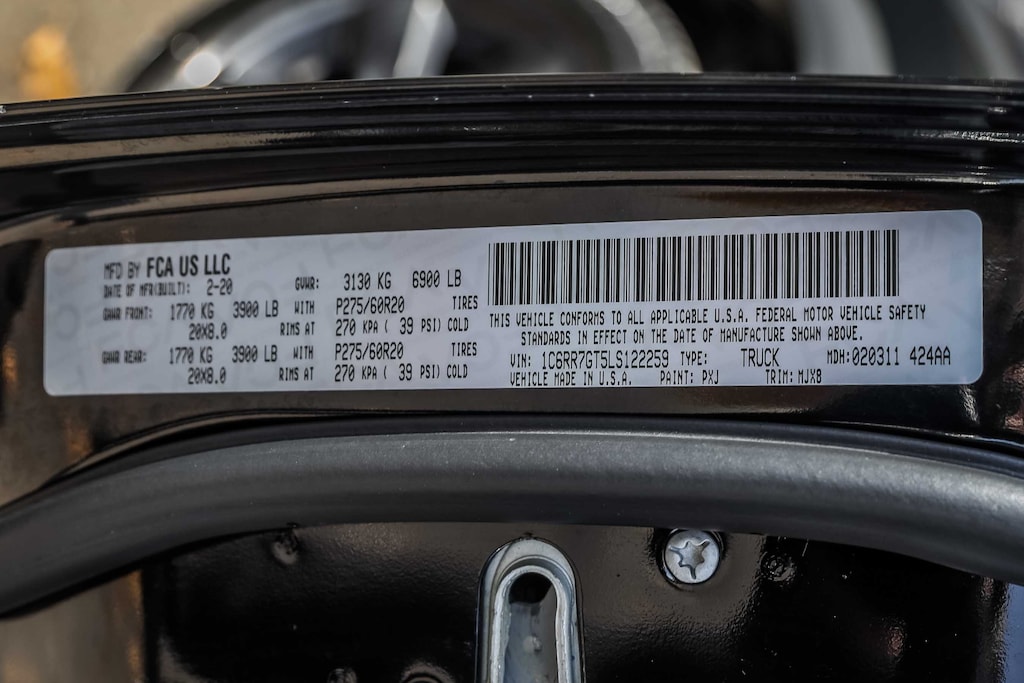 MFD BY FCA US LLC
DATE OF MFR(BUILT): 2-20 GVWR: 3130 KG 6900 LB
GAWR FRONT: 1770 KG 3900 LB WITH P275/60R20 TIRES
20X8.0 RIMS AT 270 KPA ( 39 PSI) COLD
GAWR REAR: 1770 KG 3900 LB WITH P275/60R20 TIRES
20X8.0 RIMS AT 270 KPA ( 39 PSI) COLD
THIS VEHICLE CONFORMS TO ALL APPLICABLE U.S.A. FEDERAL MOTOR VEHICLE SAFETY
STANDARDS IN EFFECT ON THE DATE OF MANUFACTURE SHOWN ABOVE.
VIN: 1C6RR7GT5LS122259 TYPE: TRUCK MDH:020311 424AA
VEHICLE MADE IN U.S.A. PAINT: PXJ TRIM: MJX8